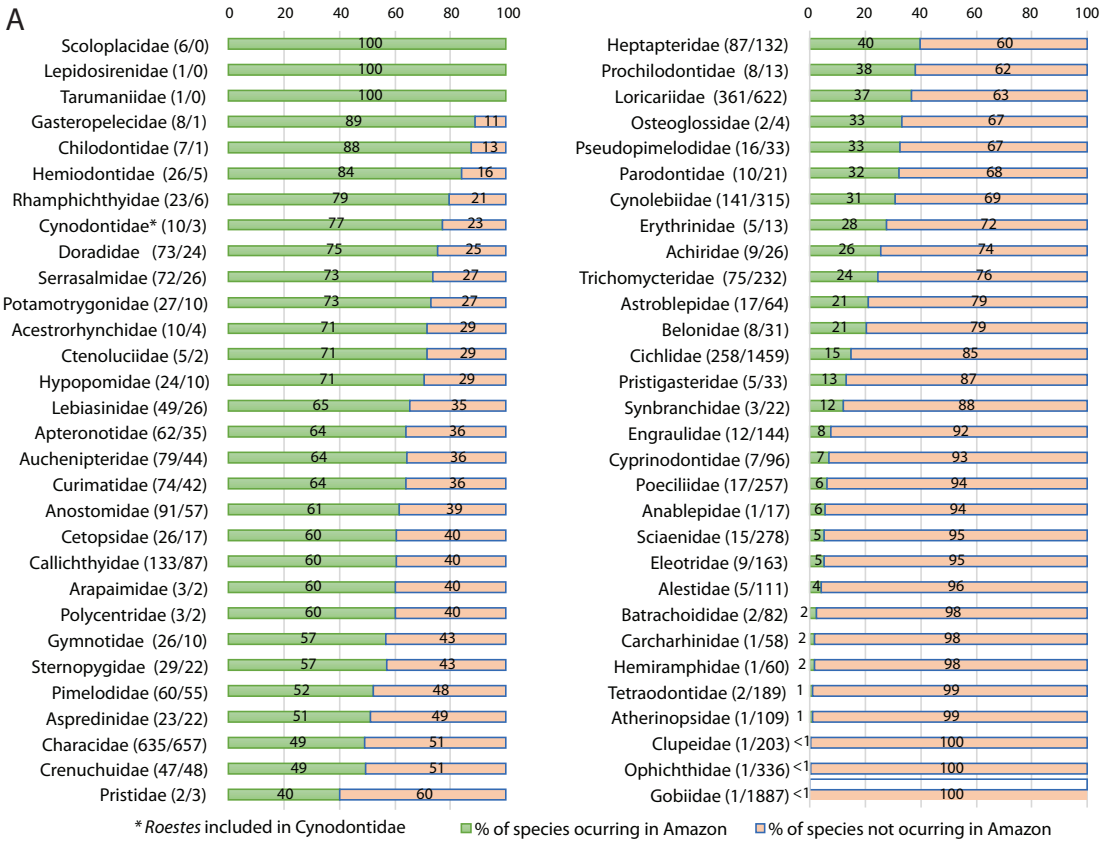 A
0 20 40 60 80 100
Scoloplacidae (6/0) 100
Lepidosirenidae (1/0) 100
Tarumaniidae (1/0) 100
Gasteropelecidae (8/1) 89 11
Chilodontidae (7/1) 88 13
Hemiodontidae (26/5) 84 16
Rhamphichthyidae (23/6) 79 21
Cynodontidae* (10/3) 77 23
Doradidae (73/24) 75 25
Serrasalmidae (72/26) 73 27
Potamotrygonidae (27/10) 73 27
Acestrorhynchidae (10/4) 71 29
Ctenoluciidae (5/2) 71 29
Hypopomidae (24/10) 71 29
Lebiasinidae (49/26) 65 35
Apteronotidae (62/35) 64 36
Auchenipteridae (79/44) 64 36
Curimatidae (74/42) 64 36
Anostomidae (91/57) 61 39
Cetopsidae (26/17) 60 40
Callichthyidae (133/87) 60 40
Arapaimidae (3/2) 60 40
Polycentridae (3/2) 60 40
Gymnotidae (26/10) 57 43
Sternopygidae (29/22) 57 43
Pimelodidae (60/55) 52 48
Aspredinidae (23/22) 51 49
Characidae (635/657) 49 51
Crenuchuidae (47/48) 49 51
Pristidae (2/3) 40 60
0 20 40 60 80 100
Heptapteridae (87/132) 40 60
Prochilodontidae (8/13) 38 62
Loricariidae (361/622) 37 63
Osteoglossidae (2/4) 33 67
Pseudopimelodidae (16/33) 33 67
Parodontidae (10/21) 32 68
Cynolebiidae (141/315) 31 69
Erythrinidae (5/13) 28 72
Achiridae (9/26) 26 74
Trichomycteridae (75/232) 24 76
Astroblepidae (17/64) 21 79
Belonidae (8/31) 21 79
Cichlidae (258/1459) 15 85
Pristigasteridae (5/33) 13 87
Synbranchidae (3/22) 12 88
Engraulidae (12/144) 8 92
Cyprinodontidae (7/96) 7 93
Poeciliidae (17/257) 6 94
Anablepidae (1/17) 6 94
Sciaenidae (15/278) 5 95
Eleotridae (9/163) 5 95
Alestidae (5/111) 4 96
Batrachoididae (2/82) 2 98
Carcharhinidae (1/58) 2 98
Hemiramphidae (1/60) 2 98
Tetraodontidae (2/189) 1 99
Atherinopsidae (1/109) 1 99
Clupeidae (1/203) <1 100
Ophichthidae (1/336) <1 100
Gobiidae (1/1887) <1 100
* Roestes included in Cynodontidae
% of species ocurring in Amazon
% of species not ocurring in Amazon